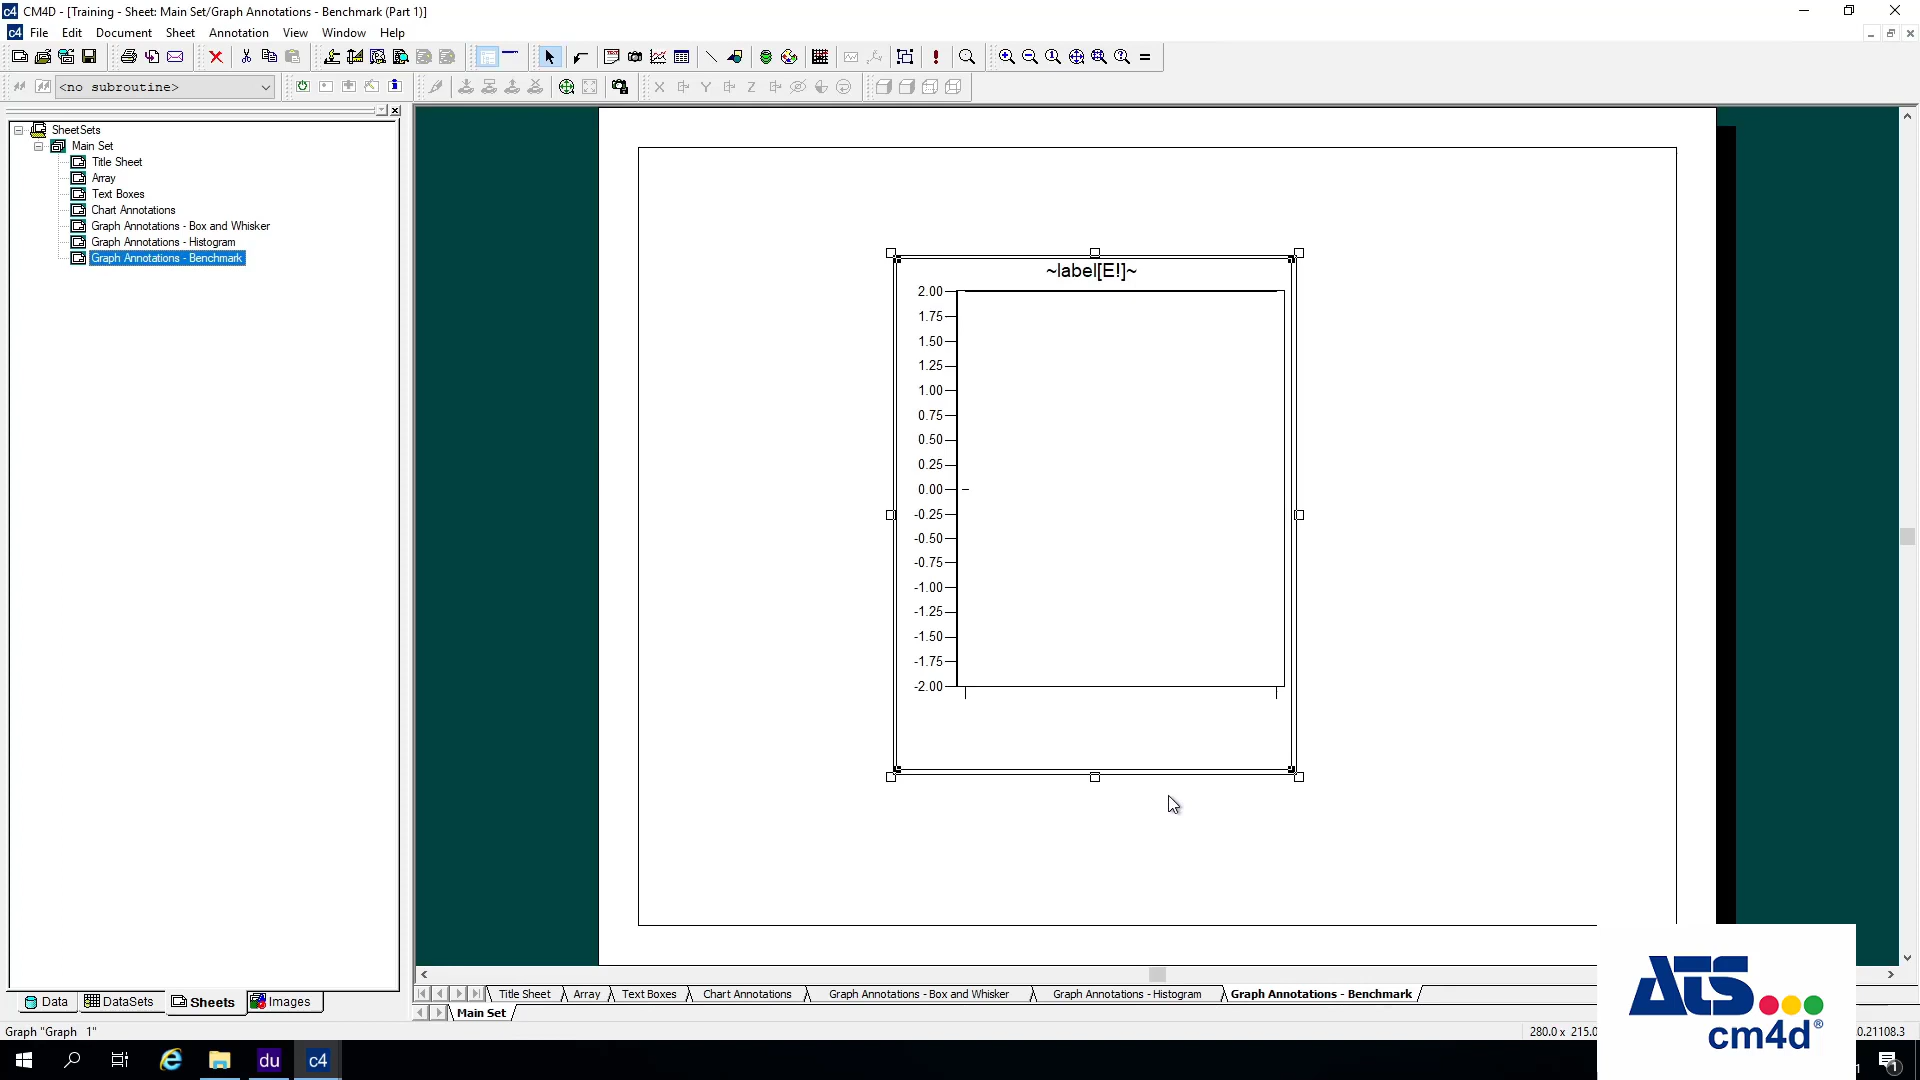 CM4D - [Training - Sheet: Main Set/Graph Annotations - Benchmark (Part 1)]
File Edit Document Sheet Annotation View Window Help
<no subroutine>
SheetSets
Main Set
Title Sheet
Array
Text Boxes
Chart Annotations
Graph Annotations - Box and Whisker
Graph Annotations - Histogram
Graph Annotations - Benchmark
~label[E!]~
2.00
1.75
1.50
1.25
1.00
0.75
0.50
0.25
0.00
-0.25
-0.50
-0.75
-1.00
-1.25
-1.50
-1.75
-2.00
Title Sheet Array Text Boxes Chart Annotations Graph Annotations - Box and Whisker Graph Annotations - Histogram Graph Annotations - Benchmark
Data DataSets Sheets Images
Main Set
Graph "Graph 1"
280.0 x 215.0
0.21108.3
ATS
cm4d®
du
c4
1